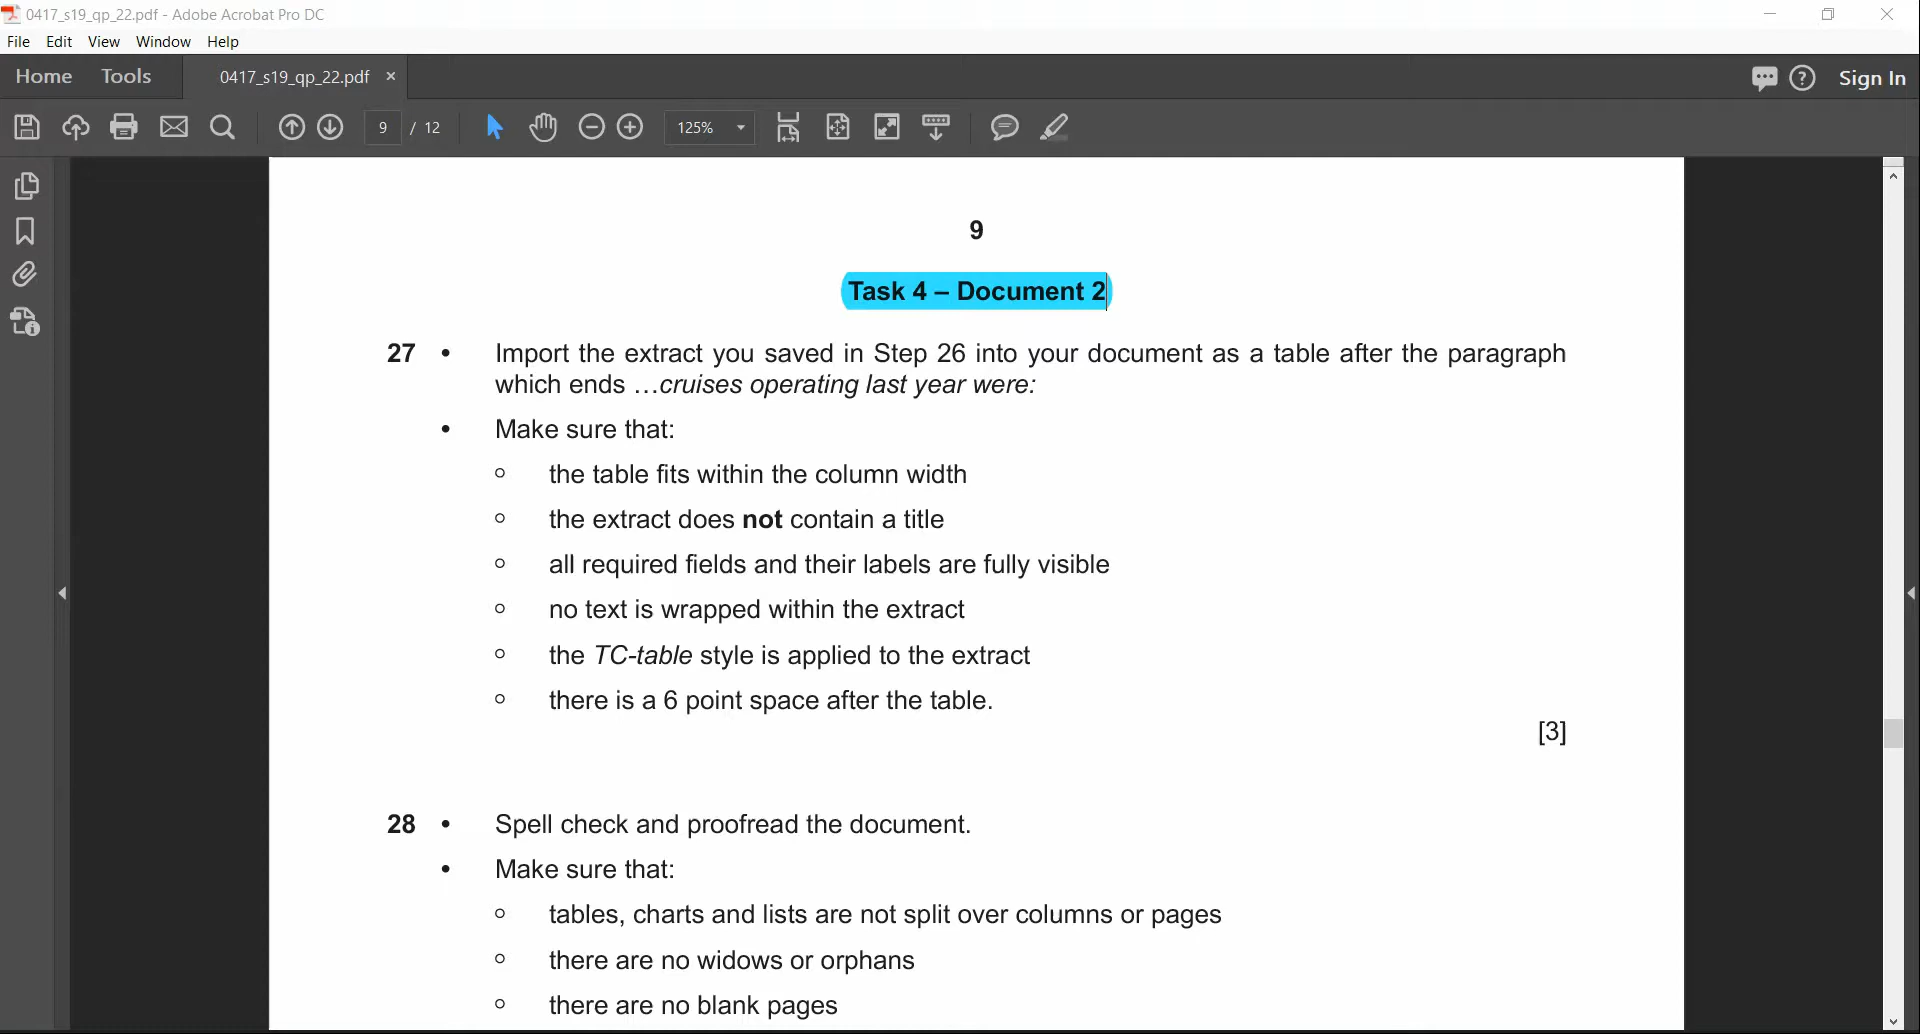 0417_s19_qp_22.pdf - Adobe Acrobat Pro DC
File Edit View Window Help
Home Tools 0417_s19_qp_22.pdf × Sign In
9 / 12 125%
9
Task 4 – Document 2
27 • Import the extract you saved in Step 26 into your document as a table after the paragraph
which ends …cruises operating last year were:
• Make sure that:
○ the table fits within the column width
○ the extract does not contain a title
○ all required fields and their labels are fully visible
○ no text is wrapped within the extract
○ the TC-table style is applied to the extract
○ there is a 6 point space after the table.
[3]
28 • Spell check and proofread the document.
• Make sure that:
○ tables, charts and lists are not split over columns or pages
○ there are no widows or orphans
○ there are no blank pages